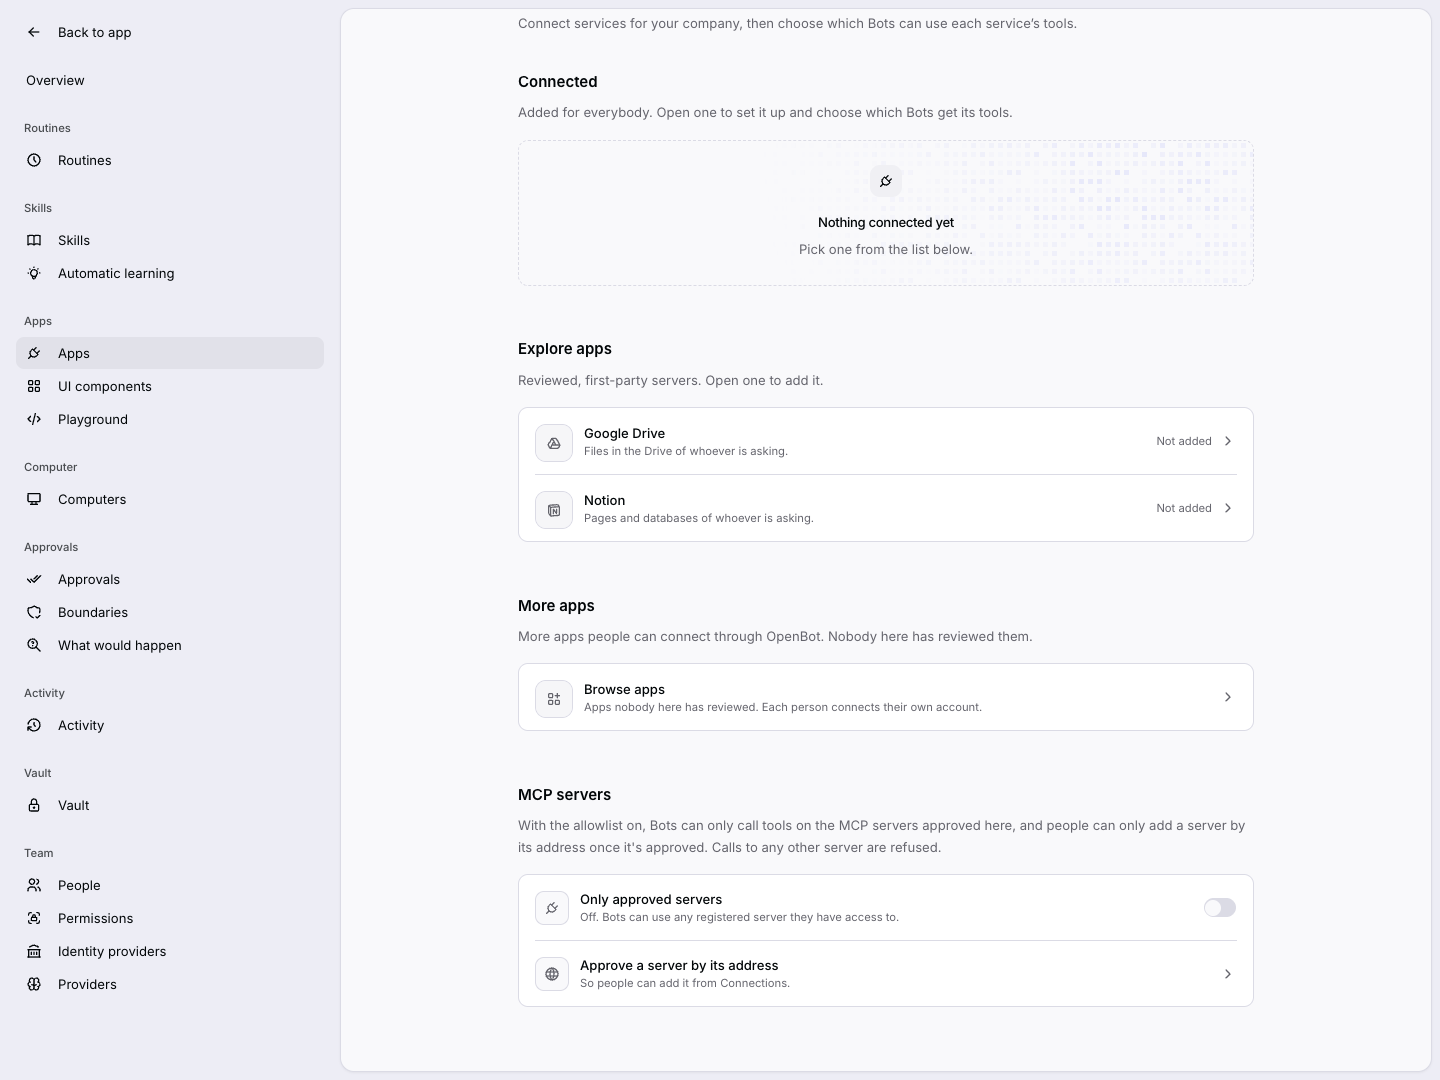 Back to app
Overview
Routines
Routines
Skills
Skills
Automatic learning
Apps
Apps
UI components
Playground
Computer
Computers
Approvals
Approvals
Boundaries
What would happen
Activity
Activity
Vault
Vault
Team
People
Permissions
Identity providers
Providers
Connect services for your company, then choose which Bots can use each service’s tools.
Connected
Added for everybody. Open one to set it up and choose which Bots get its tools.
Nothing connected yet
Pick one from the list below.
Explore apps
Reviewed, first-party servers. Open one to add it.
Google Drive
Files in the Drive of whoever is asking.
Not added
Notion
Pages and databases of whoever is asking.
Not added
More apps
More apps people can connect through OpenBot. Nobody here has reviewed them.
Browse apps
Apps nobody here has reviewed. Each person connects their own account.
MCP servers
With the allowlist on, Bots can only call tools on the MCP servers approved here, and people can only add a server by
its address once it's approved. Calls to any other server are refused.
Only approved servers
Off. Bots can use any registered server they have access to.
Approve a server by its address
So people can add it from Connections.